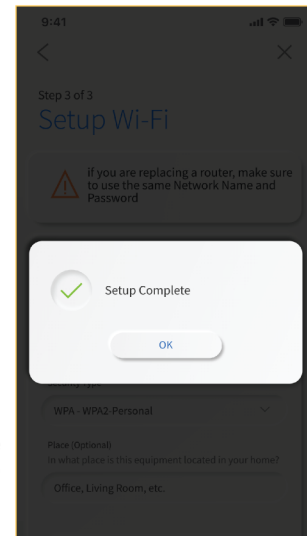 9:41
Step 3 of 3
Setup Wi-Fi
if you are replacing a router, make sure
to use the same Network Name and
Password
Setup Complete
OK
Security Type
WPA - WPA2-Personal
Place (Optional)
In what place is this equipment located in your home?
Office, Living Room, etc.